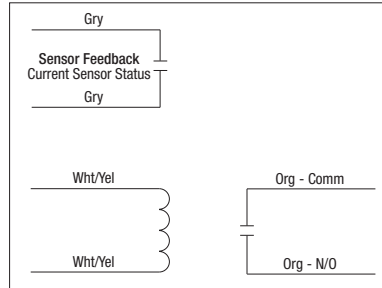 Gry
Sensor Feedback
Current Sensor Status
Gry
Wht/Yel
Org - Comm
Wht/Yel
Org - N/O